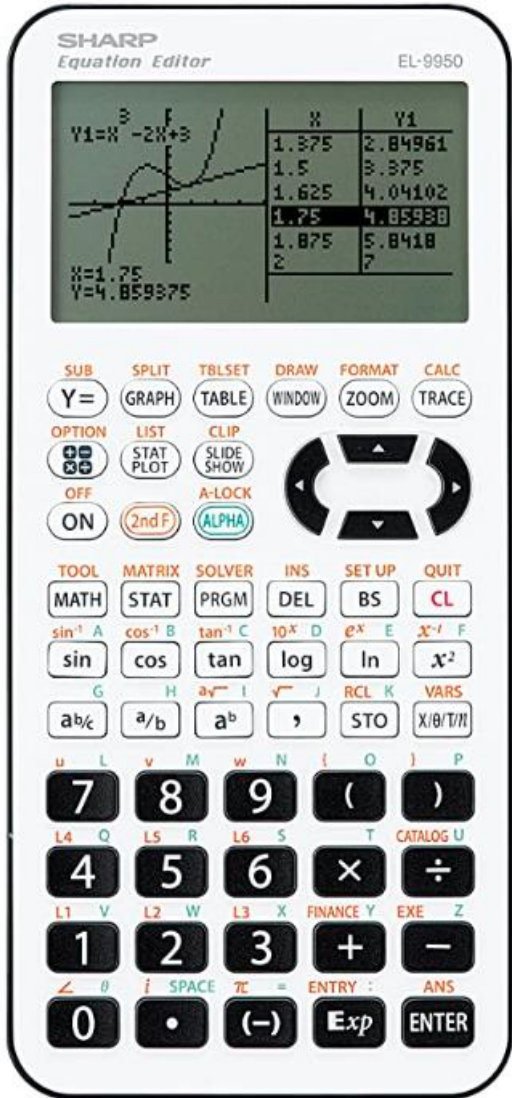 SHARP
Equation Editor EL-9950
Y1=X³-2X+3
X Y1
1.375 2.84961
1.5 3.375
1.625 4.04102
1.75 4.85938
1.875 5.8418
2 7
X=1.75
Y=4.859375
SUB SPLIT TBLSET DRAW FORMAT CALC
Y= GRAPH TABLE WINDOW ZOOM TRACE
OPTION LIST CLIP
STAT PLOT SLIDE SHOW
OFF A-LOCK
ON 2nd F ALPHA
TOOL MATRIX SOLVER INS SET UP QUIT
MATH STAT PRGM DEL BS CL
sin⁻¹ A cos⁻¹ B tan⁻¹ C 10ˣ D eˣ E x⁻¹ F
sin cos tan log ln x²
G H a√ I √ J RCL K VARS
ab/c a/b aᵇ , STO X/θ/T/n
u L v M w N { O } P
7 8 9 ( )
L4 Q L5 R L6 S T CATALOG U
4 5 6 × ÷
L1 V L2 W L3 X FINANCE Y EXE Z
1 2 3 + −
∠ θ i SPACE π = ENTRY : ANS
0 • (−) Exp ENTER